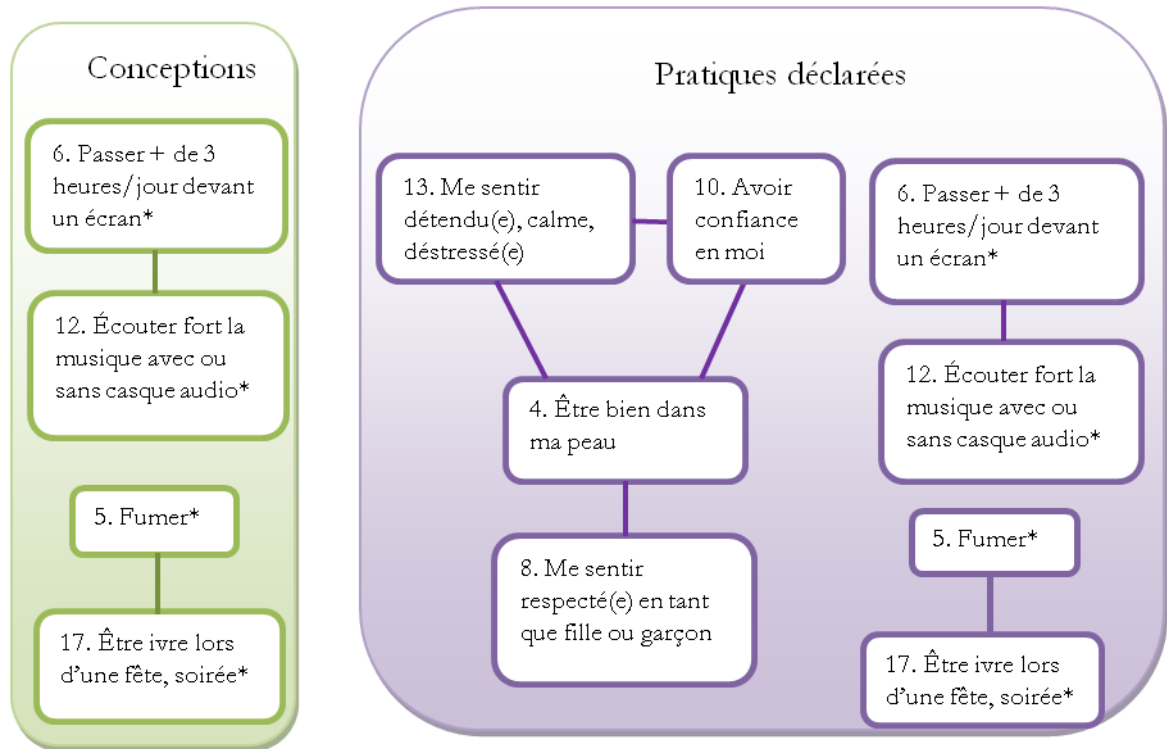 Conceptions
6. Passer + de 3
heures/jour devant
un écran*
12. Écouter fort la
musique avec ou
sans casque audio*
5. Fumer*
17. Être ivre lors
d'une fête, soirée*
Pratiques déclarées
13. Me sentir
détendu(e), calme,
déstressé(e)
10. Avoir
confiance
en moi
4. Être bien dans
ma peau
8. Me sentir
respecté(e) en tant
que fille ou garçon
6. Passer + de 3
heures/jour devant
un écran*
12. Écouter fort la
musique avec ou
sans casque audio*
5. Fumer*
17. Être ivre lors
d'une fête, soirée*